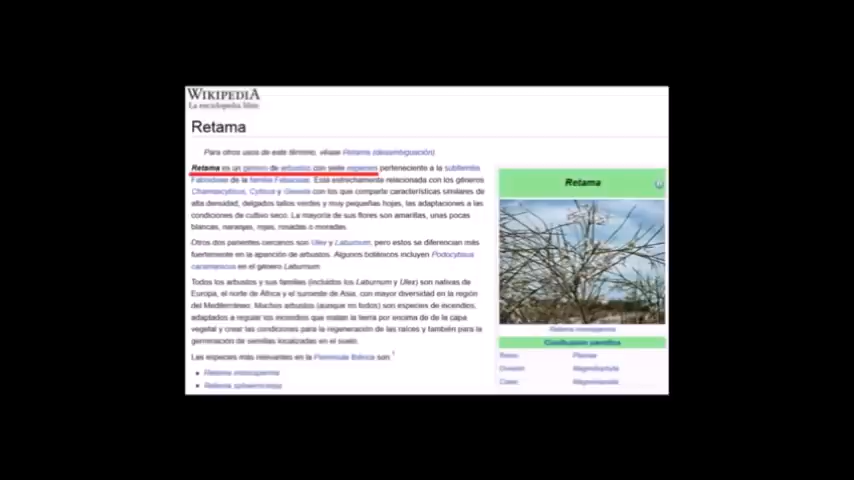 WIKIPEDIA
La enciclopedia libre
Retama
Para otros usos de este término, véase Retama (desambiguación)
Retama es un género de arbustos con siete especies perteneciente a la subfamilia
Faboideae de la familia Fabaceae. Está estrechamente relacionada con los géneros
Chamaecytisus, Cytisus y Genista con los que comparte características similares de
alta densidad, delgados tallos verdes y muy pequeñas hojas, las adaptaciones a las
condiciones de cultivo seco. La mayoría de sus flores son amarillas, unas pocas
blancas, naranjas, rojas, rosadas o moradas.
Otros dos parientes cercanos son Ulex y Laburnum, pero estos se diferencian más
fuertemente en la aparición de arbustos. Algunos botánicos incluyen Podocytisus
caramanicus en el género Laburnum.
Todos los arbustos y sus familias (incluidos los Laburnum y Ulex) son nativas de
Europa, el norte de África y el suroeste de Asia, con mayor diversidad en la región
del Mediterráneo. Muchos arbustos (aunque no todos) son especies de incendios,
adaptados a regular los incendios que matan la tierra por encima de de la capa
vegetal y crear las condiciones para la regeneración de las raíces y también para la
germinación de semillas localizadas en el suelo.
Las especies más relevantes en la Península Ibérica son:1
Retama monosperma
Retama sphaerocarpa
Retama
Retama monosperma
Clasificación científica
Reino: Plantae
División: Magnoliophyta
Clase: Magnoliopsida